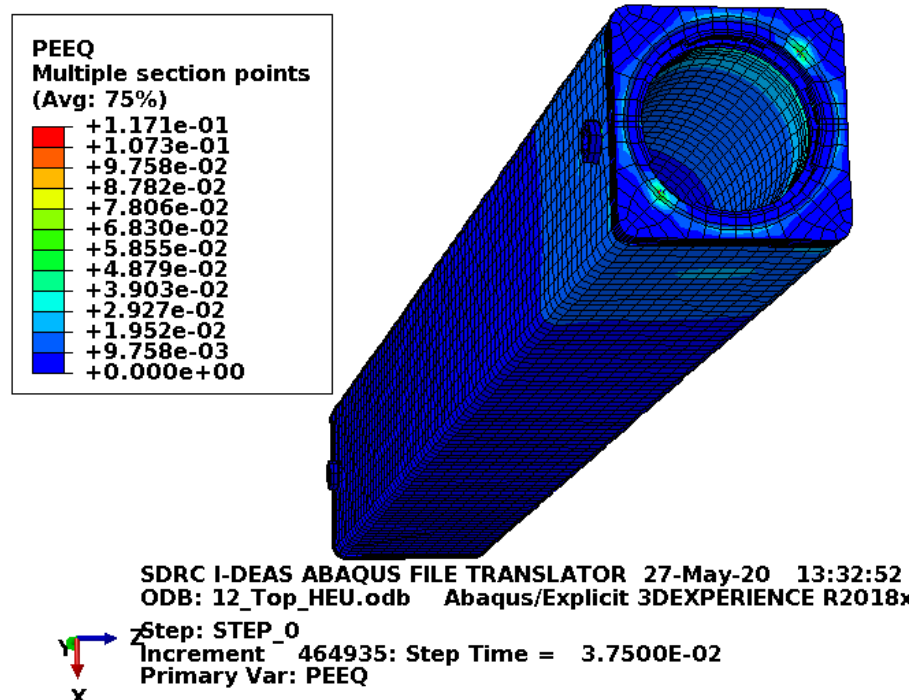 PEEQ
Multiple section points
(Avg: 75%)
+1.171e-01
+1.073e-01
+9.758e-02
+8.782e-02
+7.806e-02
+6.830e-02
+5.855e-02
+4.879e-02
+3.903e-02
+2.927e-02
+1.952e-02
+9.758e-03
+0.000e+00
SDRC I-DEAS ABAQUS FILE TRANSLATOR 27-May-20 13:32:52
ODB: 12_Top_HEU.odb Abaqus/Explicit 3DEXPERIENCE R2018x
Step: STEP_0
Increment 464935: Step Time = 3.7500E-02
Primary Var: PEEQ
Y
Z
X